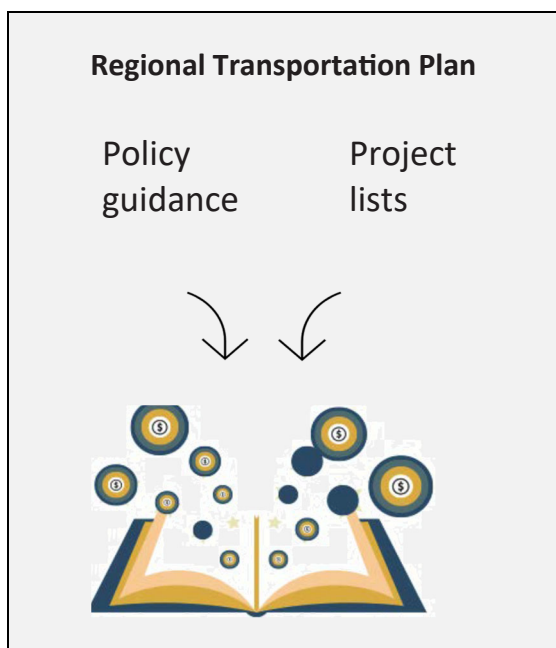 Regional Transportation Plan
Policy
guidance
Project
lists
$
$
$
$